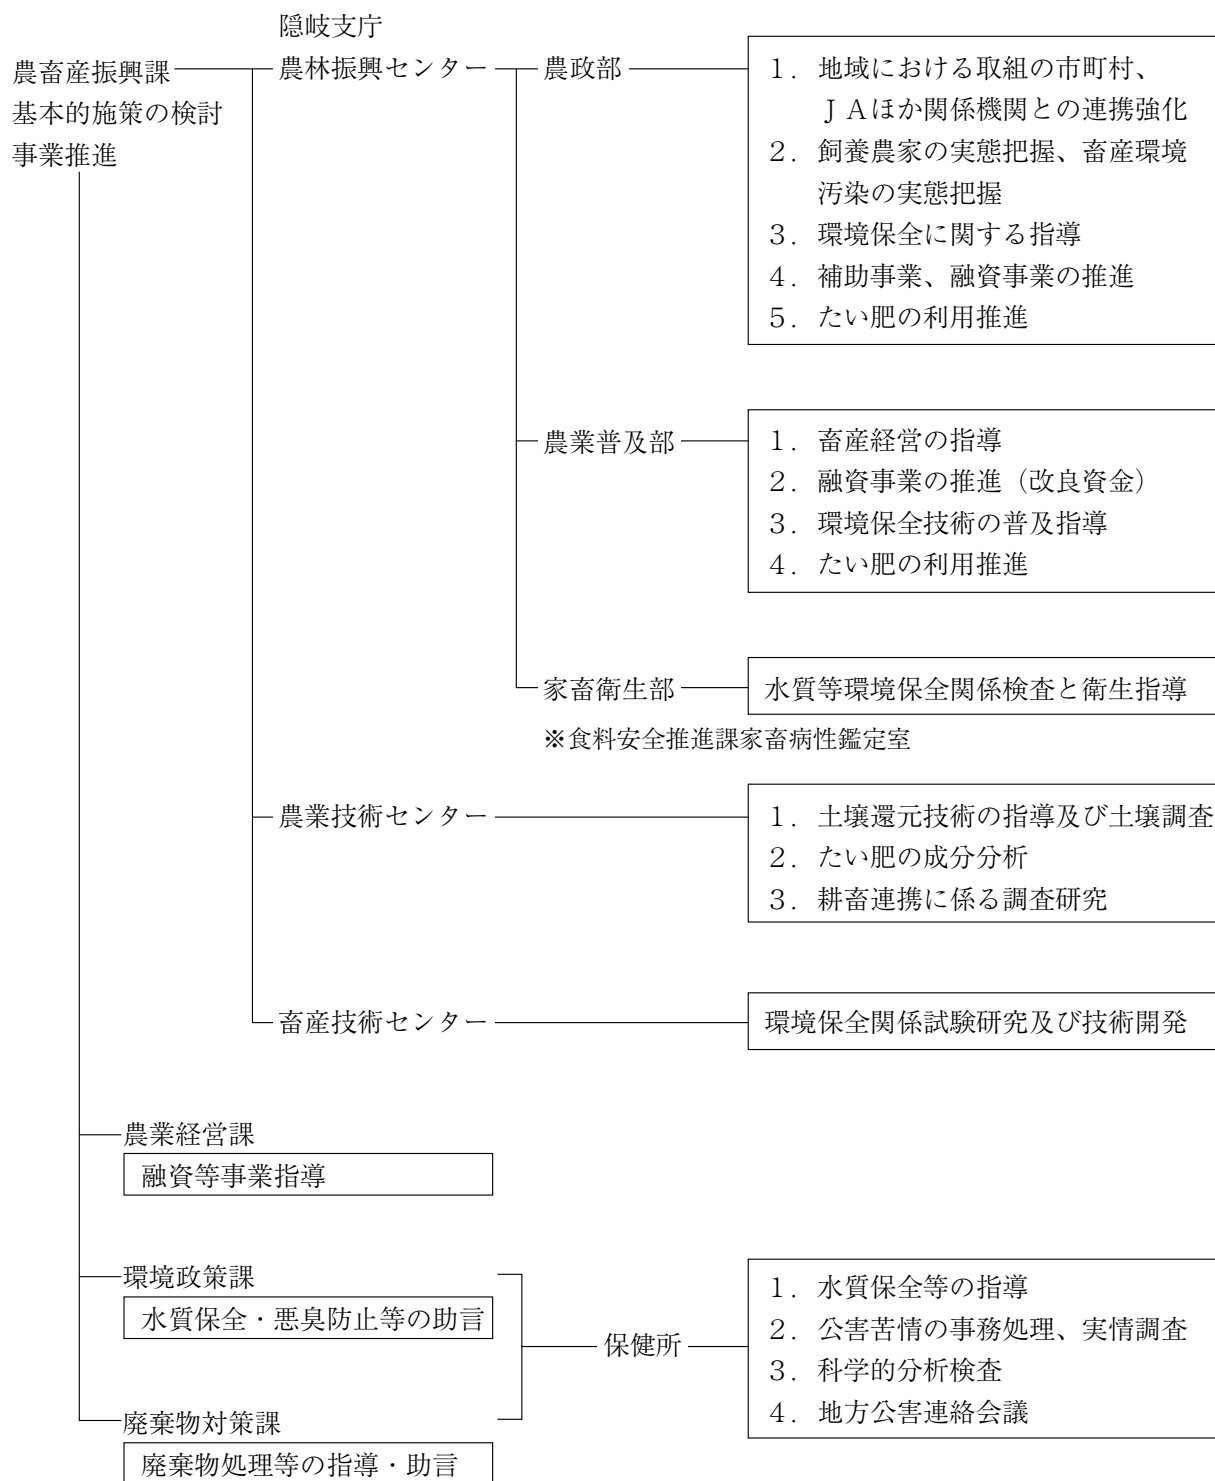 隠岐支庁
農畜産振興課
基本的施策の検討
事業推進
農林振興センター
農政部
１．地域における取組の市町村、
ＪＡほか関係機関との連携強化
２．飼養農家の実態把握、畜産環境
汚染の実態把握
３．環境保全に関する指導
４．補助事業、融資事業の推進
５．たい肥の利用推進
農業普及部
１．畜産経営の指導
２．融資事業の推進（改良資金）
３．環境保全技術の普及指導
４．たい肥の利用推進
家畜衛生部
水質等環境保全関係検査と衛生指導
※食料安全推進課家畜病性鑑定室
農業技術センター
１．土壌還元技術の指導及び土壌調査
２．たい肥の成分分析
３．耕畜連携に係る調査研究
畜産技術センター
環境保全関係試験研究及び技術開発
農業経営課
融資等事業指導
環境政策課
水質保全・悪臭防止等の助言
廃棄物対策課
廃棄物処理等の指導・助言
保健所
１．水質保全等の指導
２．公害苦情の事務処理、実情調査
３．科学的分析検査
４．地方公害連絡会議